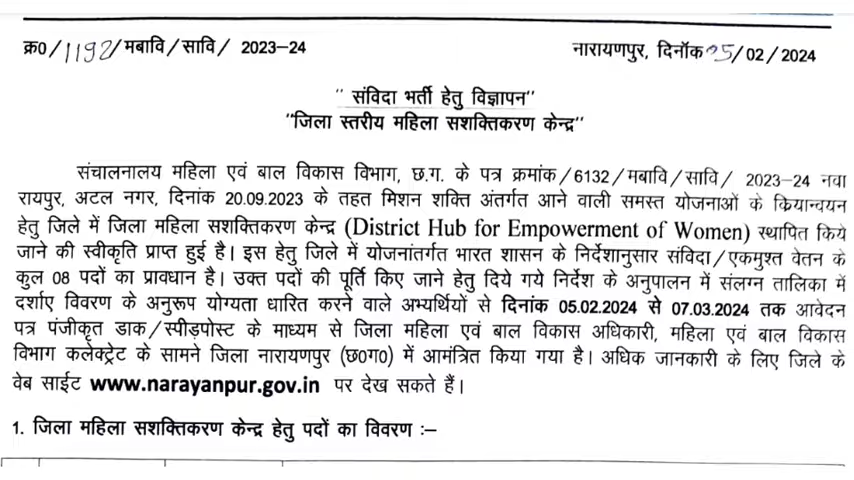 क्र0/1192/मबावि/सावि/ 2023-24 नारायणपुर, दिनॉक 05/02/2024
" संविदा भर्ती हेतु विज्ञापन"
"जिला स्तरीय महिला सशक्तिकरण केन्द्र"
संचालनालय महिला एवं बाल विकास विभाग, छ.ग. के पत्र क्रमांक/6132/मबावि/सावि/ 2023-24 नवा
रायपुर, अटल नगर, दिनांक 20.09.2023 के तहत मिशन शक्ति अंतर्गत आने वाली समस्त योजनाओं के क्रियान्वयन
हेतु जिले में जिला महिला सशक्तिकरण केन्द्र (District Hub for Empowerment of Women) स्थापित किये
जाने की स्वीकृति प्राप्त हुई है। इस हेतु जिले में योजनांतर्गत भारत शासन के निर्देशानुसार संविदा/एकमुश्त वेतन के
कुल 08 पदों का प्रावधान है। उक्त पदों की पूर्ति किए जाने हेतु दिये गये निर्देश के अनुपालन में संलग्न तालिका में
दर्शाए विवरण के अनुरूप योग्यता धारित करने वाले अभ्यर्थियों से दिनांक 05.02.2024 से 07.03.2024 तक आवेदन
पत्र पंजीकृत डाक/स्पीड़पोस्ट के माध्यम से जिला महिला एवं बाल विकास अधिकारी, महिला एवं बाल विकास
विभाग कलेक्ट्रेट के सामने जिला नारायणपुर (छ0ग0) में आमंत्रित किया गया है। अधिक जानकारी के लिए जिले के
वेब साईट www.narayanpur.gov.in पर देख सकते हैं।
1. जिला महिला सशक्तिकरण केन्द्र हेतु पदों का विवरण :–